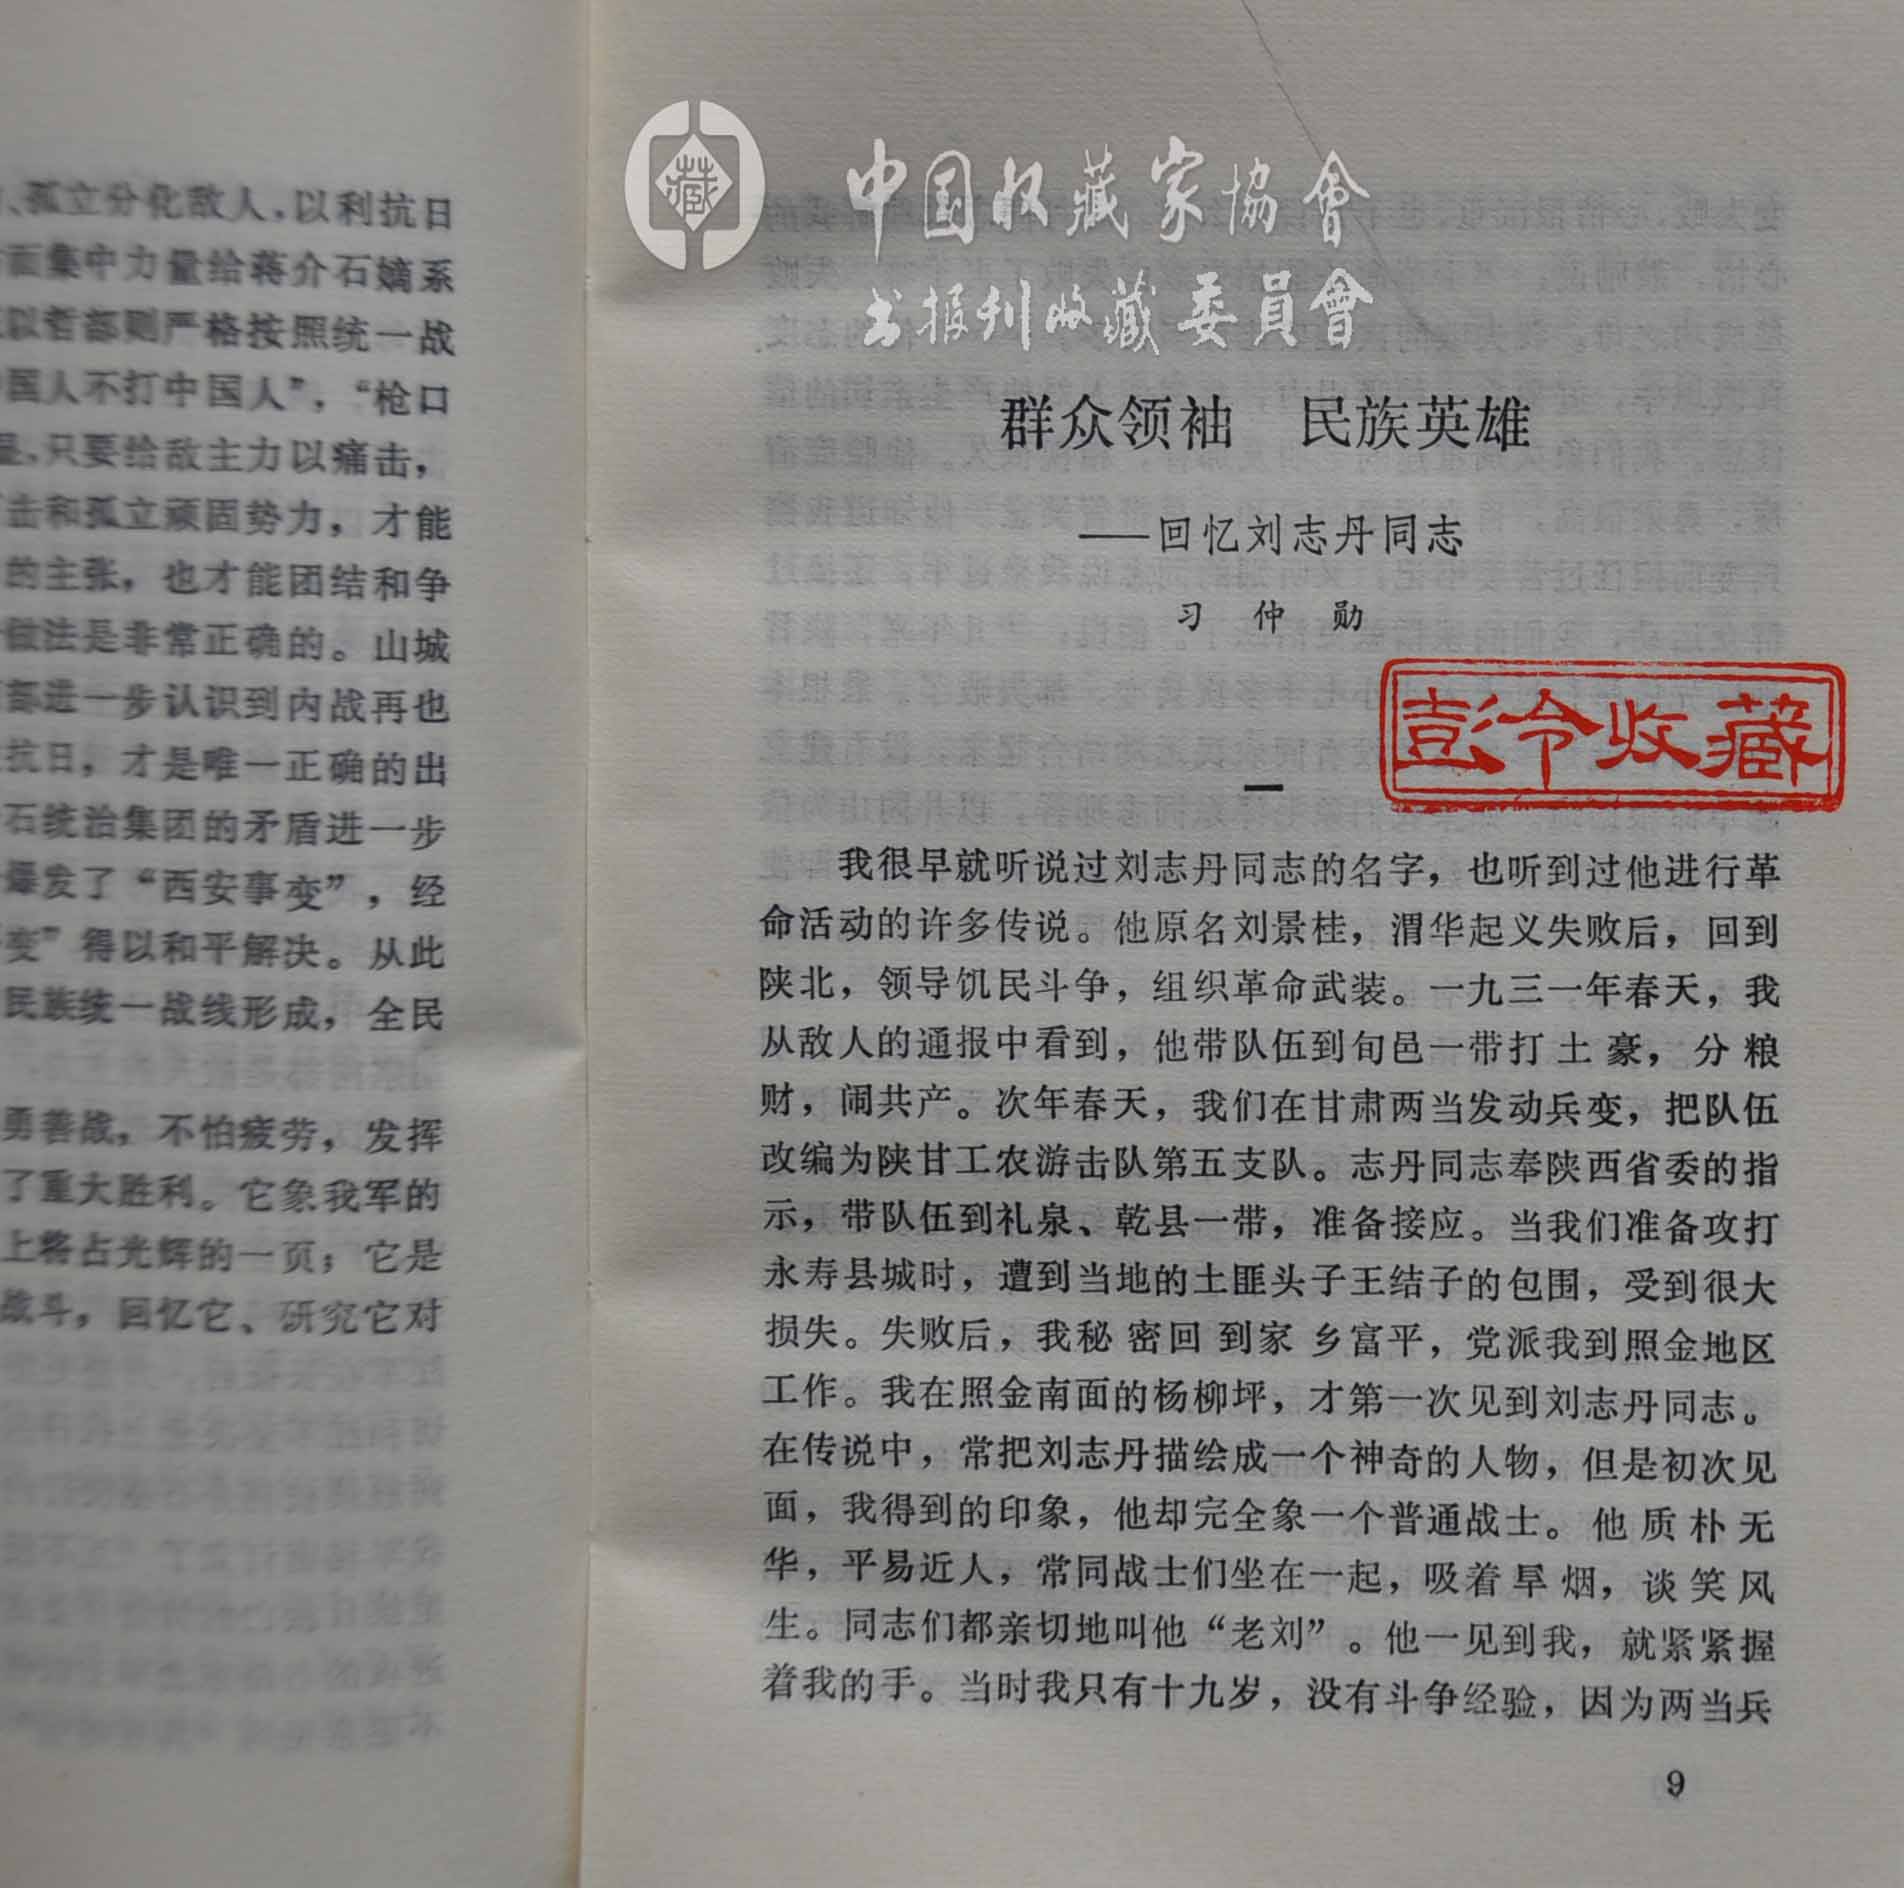 、孤立分化敌人，以利抗日
面集中力量给蒋介石嫡系
以哲部则严格按照统一战
国人不打中国人”，“枪口
，只要给敌主力以痛击，
击和孤立顽固势力，才能
的主张，也才能团结和争
做法是非常正确的。山城
部进一步认识到内战再也
抗日，才是唯一正确的出
石统治集团的矛盾进一步
爆发了“西安事变”，经
变”得以和平解决。从此
民族统一战线形成，全民
勇善战，不怕疲劳，发挥
了重大胜利。它象我军的
上将占光辉的一页；它是
战斗，回忆它、研究它对
藏
中国收藏家協會
书报刊收藏委員會
群众领袖　民族英雄
——回忆刘志丹同志
习 仲 勋
彭令收藏
一
我很早就听说过刘志丹同志的名字，也听到过他进行革
命活动的许多传说。他原名刘景桂，渭华起义失败后，回到
陕北，领导饥民斗争，组织革命武装。一九三一年春天，我
从敌人的通报中看到，他带队伍到旬邑一带打土豪，分粮
财，闹共产。次年春天，我们在甘肃两当发动兵变，把队伍
改编为陕甘工农游击队第五支队。志丹同志奉陕西省委的指
示，带队伍到礼泉、乾县一带，准备接应。当我们准备攻打
永寿县城时，遭到当地的土匪头子王结子的包围，受到很大
损失。失败后，我秘密回到家乡富平，党派我到照金地区
工作。我在照金南面的杨柳坪，才第一次见到刘志丹同志。
在传说中，常把刘志丹描绘成一个神奇的人物，但是初次见
面，我得到的印象，他却完全象一个普通战士。他质朴无
华，平易近人，常同战士们坐在一起，吸着旱烟，谈笑风
生。同志们都亲切地叫他“老刘”。他一见到我，就紧紧握
着我的手。当时我只有十九岁，没有斗争经验，因为两当兵
9